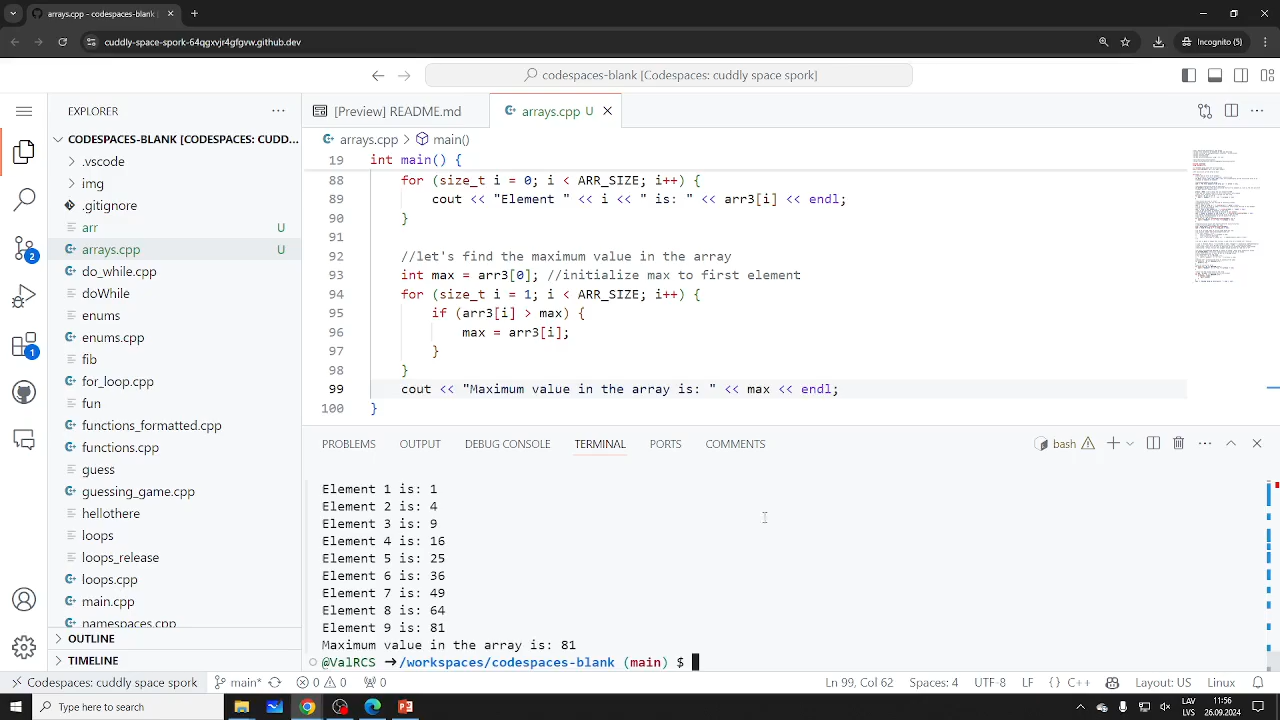 arrays.cpp - codespaces-blank [
cuddly-space-spork-64qgxvjr4gfgvw.github.dev
Incognito (5)
codespaces-blank [Codespaces: cuddly space spork]
EXPLORER
[Preview] README.md
arrays.cpp U
CODESPACES-BLANK [CODESPACES: CUDD...
arrays.cpp > main()
.vscode
img
.gitignore
arr U
arrays.cpp U
do_while.cpp
doWhile
enums
enums.cpp
fib
for_loop.cpp
fun
functions_formatted.cpp
functions.cpp
guess
guessing_game.cpp
hellothere
loops
loops_release
loops.cpp
main.cpp
namespaces.cpp
OUTLINE
TIMELINE
2
1
19 int main() {
88 for (size_t i = 0; i < ARR_SIZE; i++) {
89 cout << "Element " << i << " is: " << arr3[i] << endl;
90 }
91
92 //let's find maximum value in the array
93 int max = arr3[0]; //initialize max to first element
94 for (size_t i = 1; i < ARR_SIZE; i++) {
95 if (arr3[i] > max) {
96 max = arr3[i];
97 }
98 }
99 cout << "Maximum value in the array is: " << max << endl;
100 }
PROBLEMS OUTPUT DEBUG CONSOLE TERMINAL PORTS COMMENTS
bash
Element 1 is: 1
Element 2 is: 4
Element 3 is: 9
Element 4 is: 16
Element 5 is: 25
Element 6 is: 36
Element 7 is: 49
Element 8 is: 64
Element 9 is: 81
Maximum value in the array is: 81
@ValRCS ➜/workspaces/codespaces-blank (main) $
Codespaces: cuddly space spork main* 0 0 0 Ln 99, Col 62 Spaces: 4 UTF-8 LF {} C++ Layout: US Linux
Type here to search
LAV
11:56
US
26.09.2024